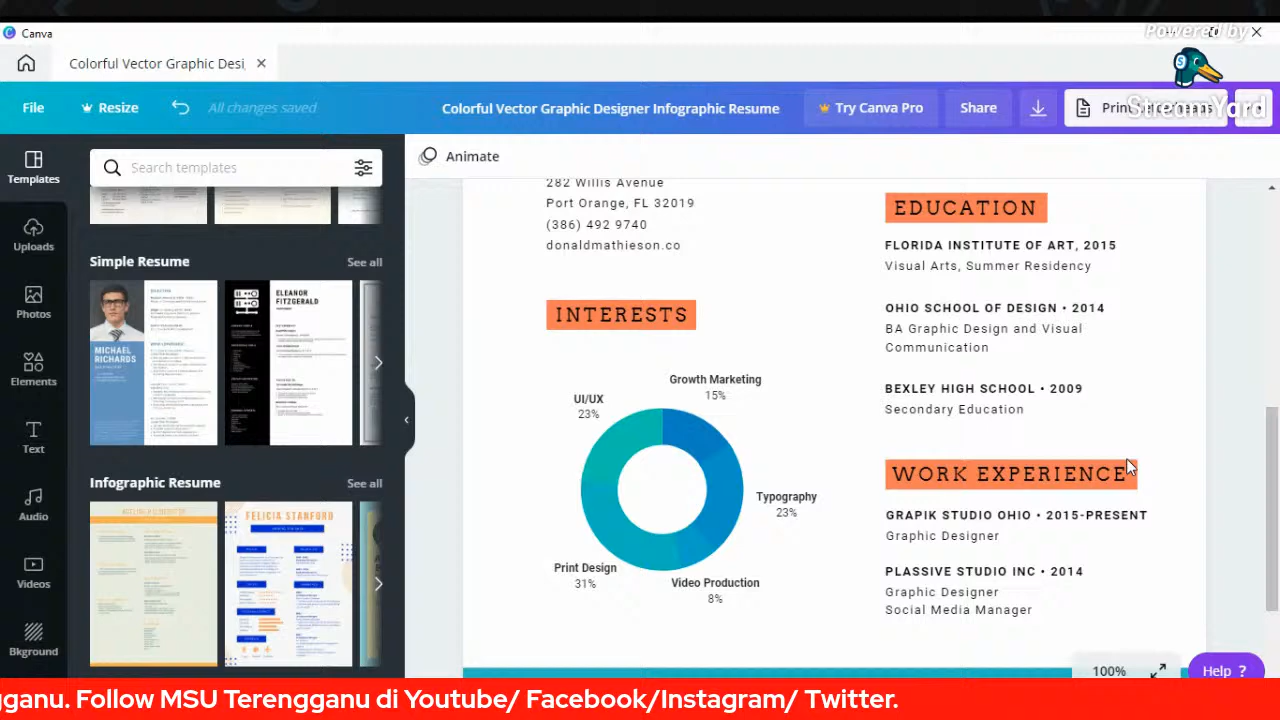 Canva
Powered by
Colorful Vector Graphic Desi
StreamYard
File
Resize
All changes saved
Colorful Vector Graphic Designer Infographic Resume
Try Canva Pro
Share
Templates
Search templates
Animate
Uploads
Photos
Elements
Text
Audio
Videos
Bkground
Simple Resume
See all
MICHAEL
RICHARDS
ELEANOR
FITZGERALD
Infographic Resume
See all
FELICIA STANFORD
282 Willis Avenue
Port Orange, FL 32019
(386) 492 9740
donaldmathieson.co
INTERESTS
Growth Marketing
15%
UI/UX
23%
Typography
23%
Print Design
31%
Video Production
8%
EDUCATION
FLORIDA INSTITUTE OF ART, 2015
Visual Arts, Summer Residency
OHIO SCHOOL OF DESIGN • 2014
BA Graphic Design and Visual
Communication
BEXLEY HIGH SCHOOL • 2009
Secondary Education
WORK EXPERIENCE
GRAPIK STUDIO OHIO • 2015-PRESENT
Graphic Designer
PLASSIVE STUDIO INC • 2014
Graphic Designer
Social Media Manager
100%
Help ?
gganu. Follow MSU Terengganu di Youtube/ Facebook/Instagram/ Twitter.